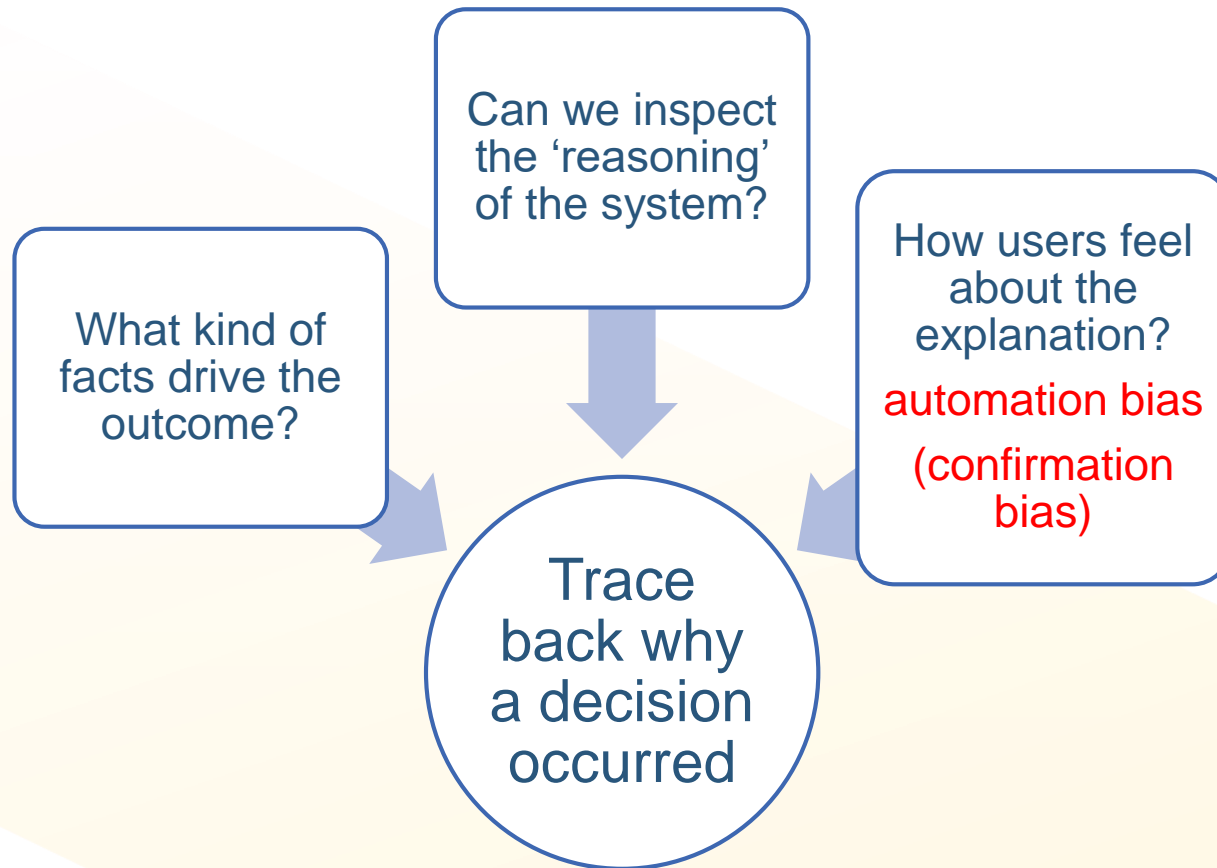 What kind of
facts drive the
outcome?
Can we inspect
the ‘reasoning’
of the system?
How users feel
about the
explanation?
automation bias
(confirmation
bias)
Trace
back why
a decision
occurred